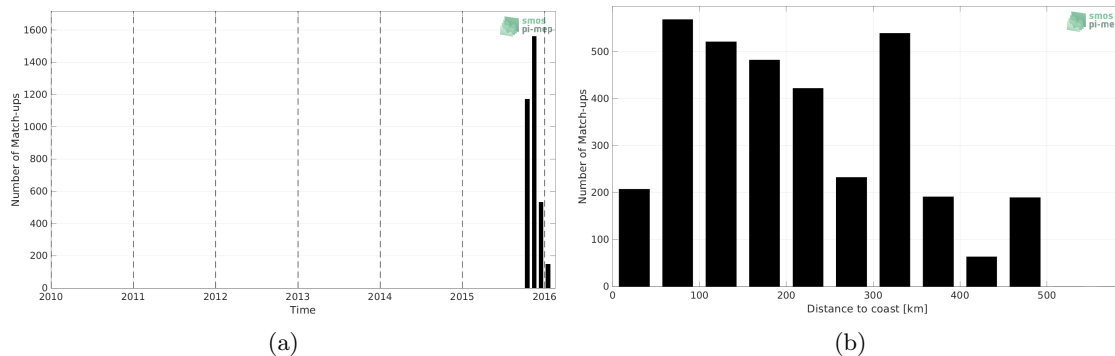 smos
pi-mep
Number of Match-ups
1600
1400
1200
1000
800
600
400
200
0
2010 2011 2012 2013 2014 2015 2016
Time
(a)
smos
pi-mep
Number of Match-ups
500
400
300
200
100
0
0 100 200 300 400 500
Distance to coast [km]
(b)